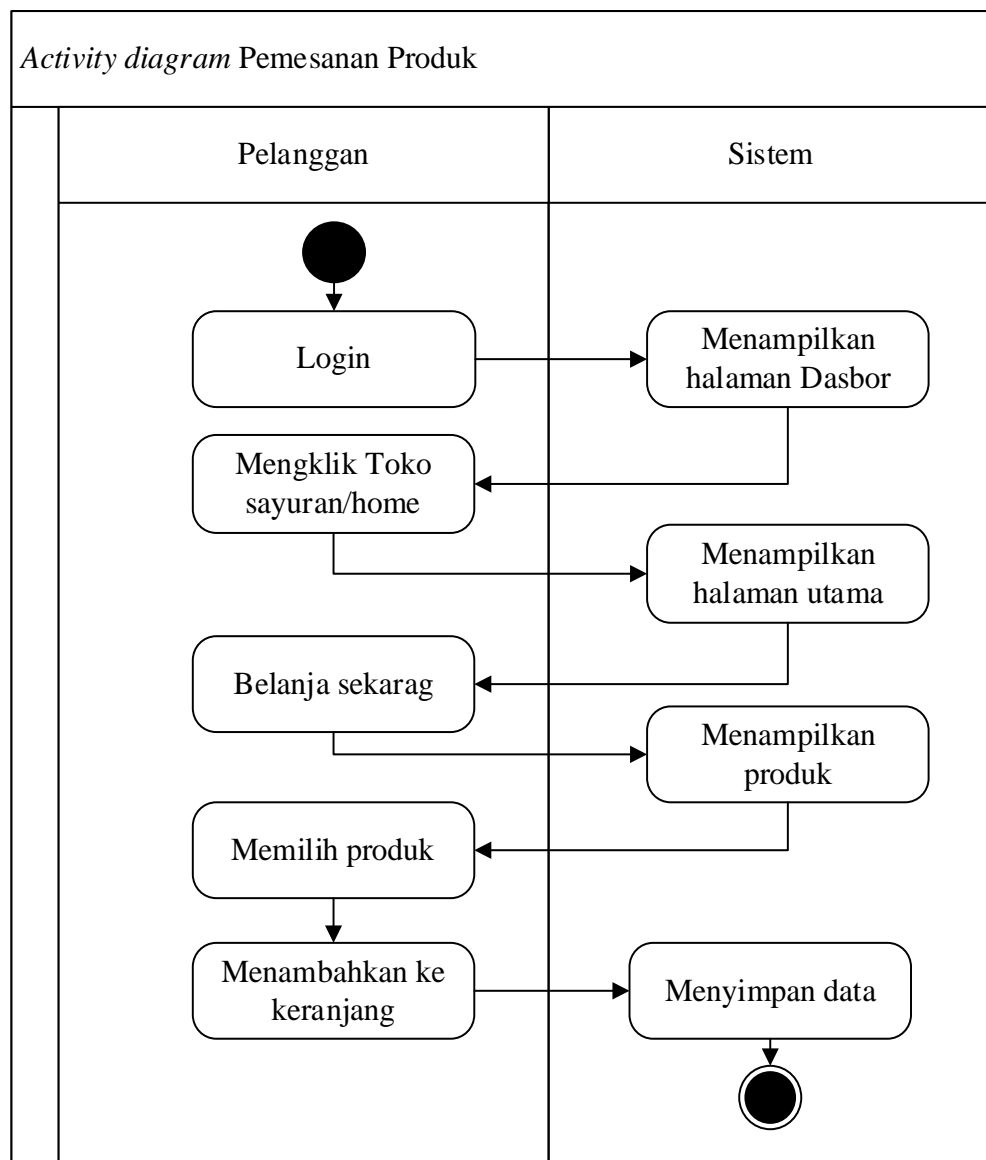 Activity diagram Pemesanan Produk
Pelanggan
Sistem
Login
Menampilkan
halaman Dasbor
Mengklik Toko
sayuran/home
Menampilkan
halaman utama
Belanja sekarag
Menampilkan
produk
Memilih produk
Menambahkan ke
keranjang
Menyimpan data